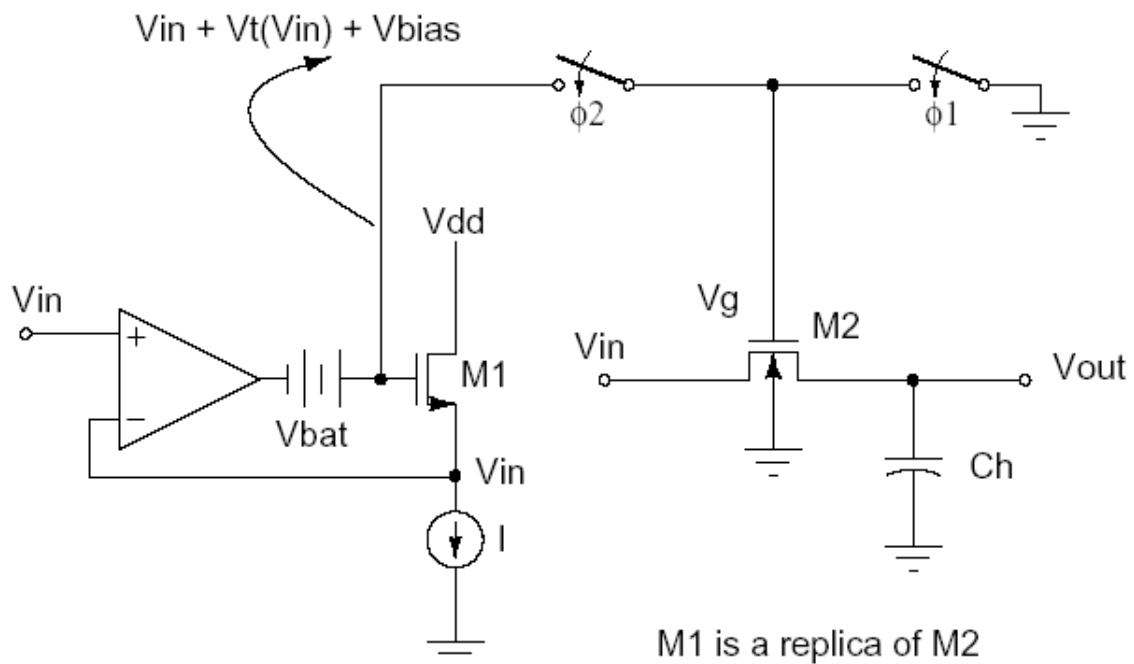 Vin + Vt(Vin) + Vbias
ϕ2
ϕ1
Vdd
Vin
+
−
Vbat
M1
Vin
I
Vg
M2
Vin
Vout
Ch
M1 is a replica of M2